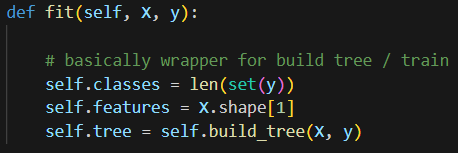 def fit(self, X, y):
# basically wrapper for build tree / train
self.classes = len(set(y))
self.features = X.shape[1]
self.tree = self.build_tree(X, y)